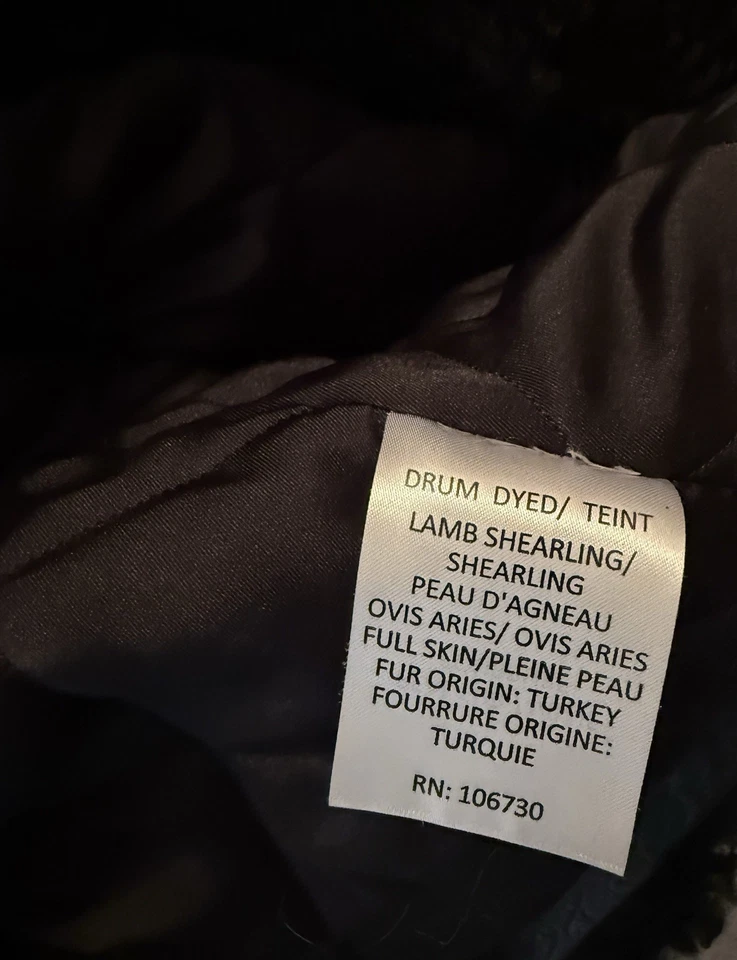 DRUM DYED/ TEINT
LAMB SHEARLING/
SHEARLING
PEAU D'AGNEAU
OVIS ARIES/ OVIS ARIES
FULL SKIN/PLEINE PEAU
FUR ORIGIN: TURKEY
FOURRURE ORIGINE:
TURQUIE
RN: 106730